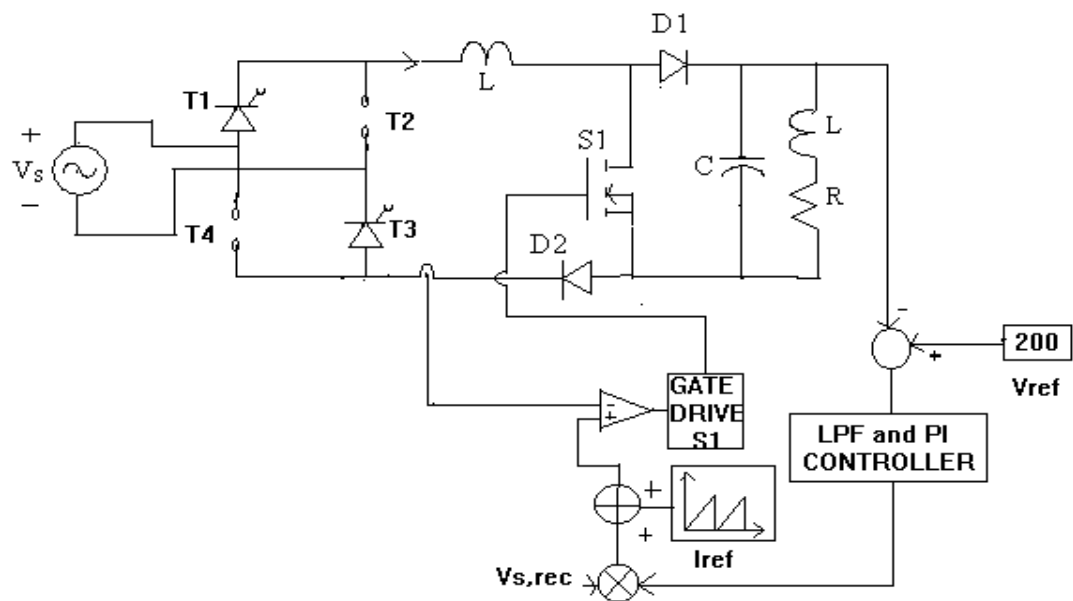 D1
T1
L
T2
+
S1
L
Vs
C
R
−
T4
T3
D2
-
+
200
Vref
GATE
DRIVE
S1
-
+
LPF and PI
CONTROLLER
+
+
Iref
Vs,rec